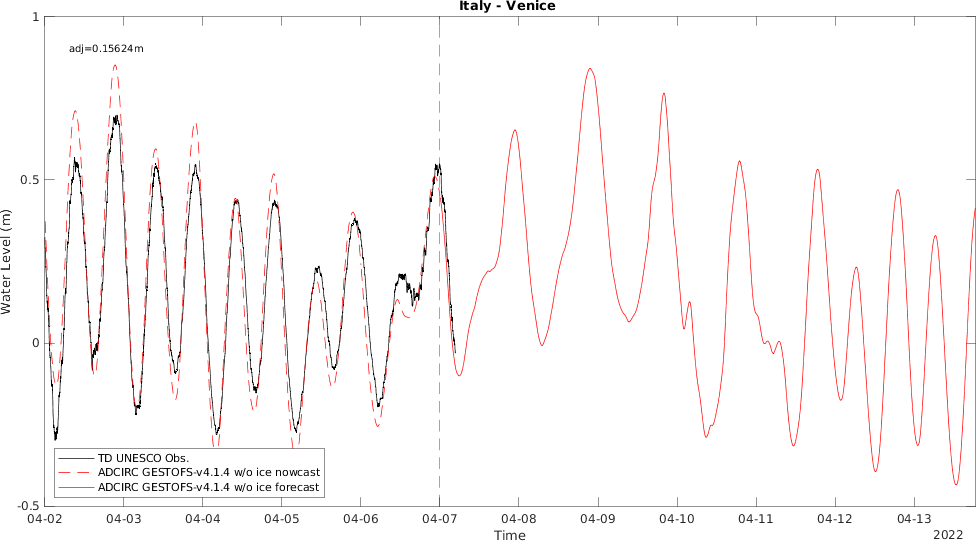 Italy - Venice
1
adj=0.15624m
0.5
Water Level (m)
0
TD UNESCO Obs.
ADCIRC GESTOFS-v4.1.4 w/o ice nowcast
ADCIRC GESTOFS-v4.1.4 w/o ice forecast
-0.5
04-02 04-03 04-04 04-05 04-06 04-07 04-08 04-09 04-10 04-11 04-12 04-13
Time
2022